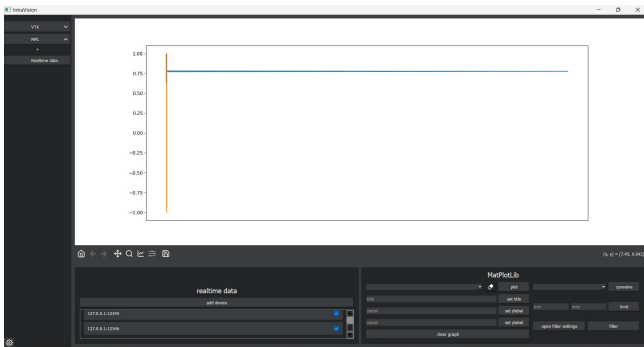 IntraVision
VTK
MPL
+
Realtime data
1.00
0.75
0.50
0.25
0.00
−0.25
−0.50
−0.75
−1.00
(x, y) = (7.45, 0.942)
realtime data
add device
127.0.0.1:12345
127.0.0.1:12346
MatPlotLib
plot
convolve
title
set title
xlabel
set xlabel
limit
ylabel
set ylabel
open filter settings
filter
clear graph